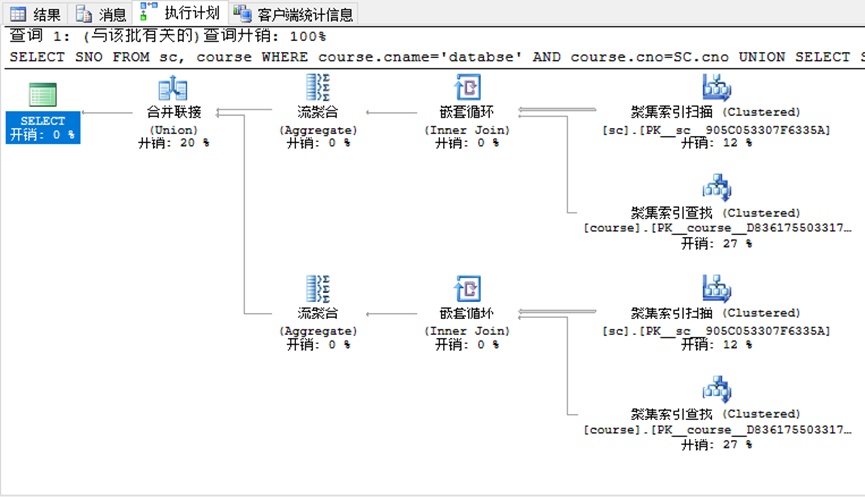 结果 消息 执行计划 客户端统计信息
查询 1: (与该批有关的)查询开销: 100%
SELECT SNO FROM sc, course WHERE course.cname='databse' AND course.cno=SC.cno UNION SELECT S
SELECT
开销: 0 %
合并联接
(Union)
开销: 20 %
流聚合
(Aggregate)
开销: 0 %
嵌套循环
(Inner Join)
开销: 0 %
聚集索引扫描 (Clustered)
[sc].[PK__sc__905C053307F6335A]
开销: 12 %
聚集索引查找 (Clustered)
[course].[PK__course__D836175503317...
开销: 27 %
流聚合
(Aggregate)
开销: 0 %
嵌套循环
(Inner Join)
开销: 0 %
聚集索引扫描 (Clustered)
[sc].[PK__sc__905C053307F6335A]
开销: 12 %
聚集索引查找 (Clustered)
[course].[PK__course__D836175503317...
开销: 27 %